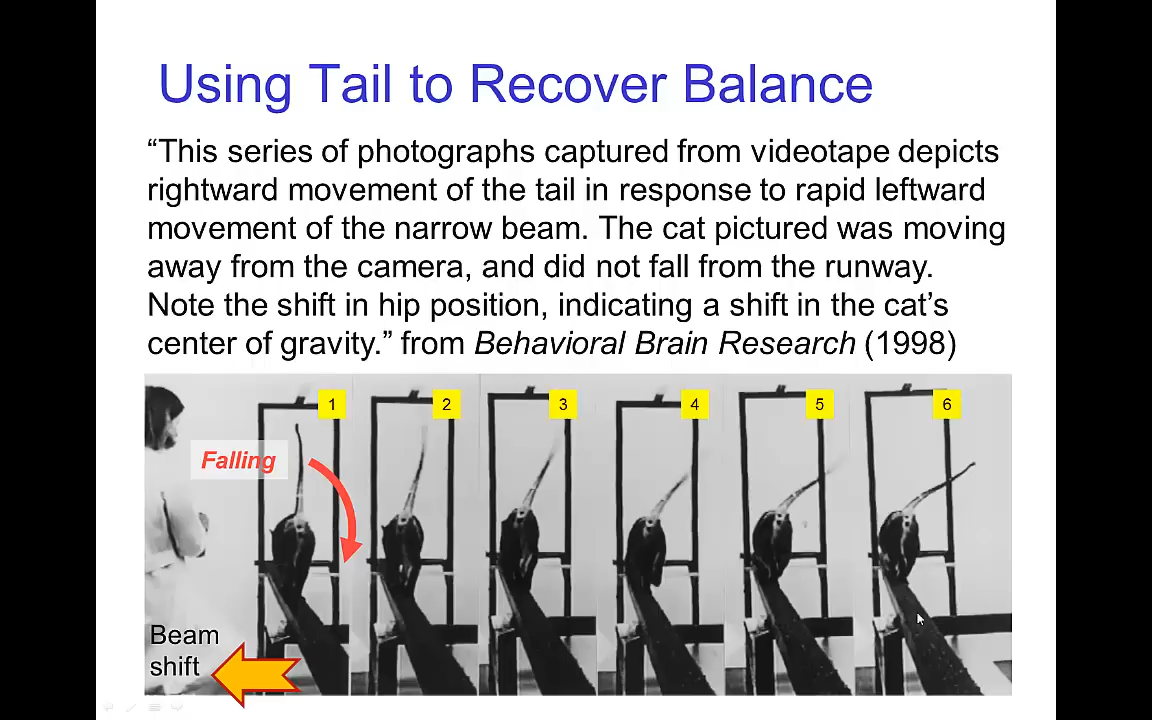 Using Tail to Recover Balance
“This series of photographs captured from videotape depicts
rightward movement of the tail in response to rapid leftward
movement of the narrow beam. The cat pictured was moving
away from the camera, and did not fall from the runway.
Note the shift in hip position, indicating a shift in the cat’s
center of gravity.” from Behavioral Brain Research (1998)
1 2 3 4 5 6
Falling
Beam
shift